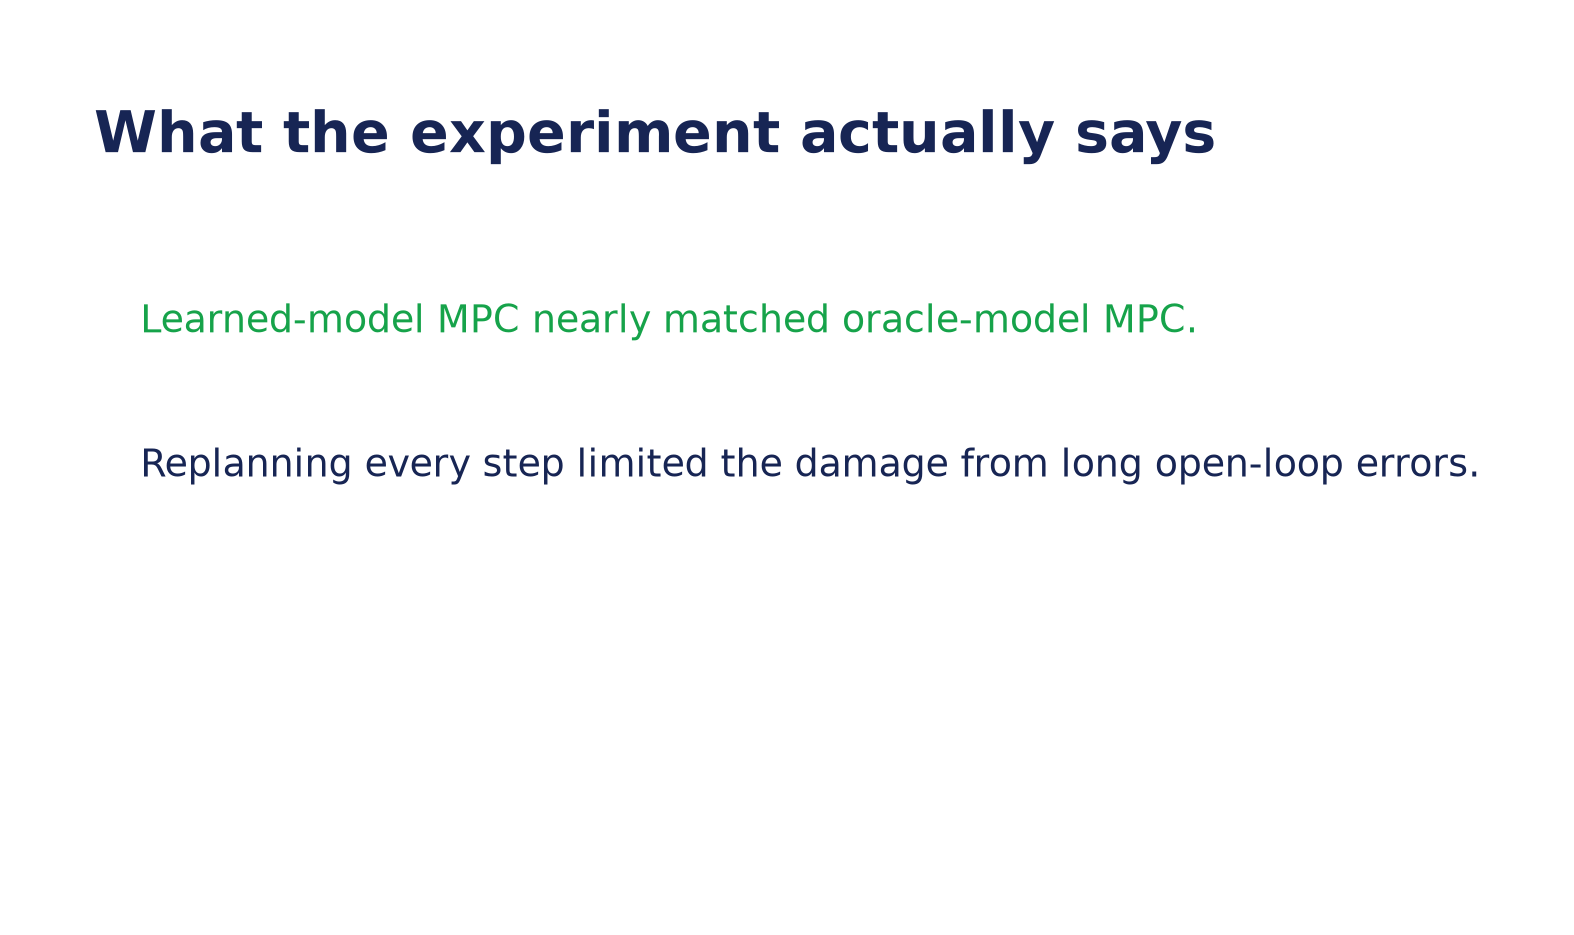 What the experiment actually says
Learned-model MPC nearly matched oracle-model MPC.
Replanning every step limited the damage from long open-loop errors.